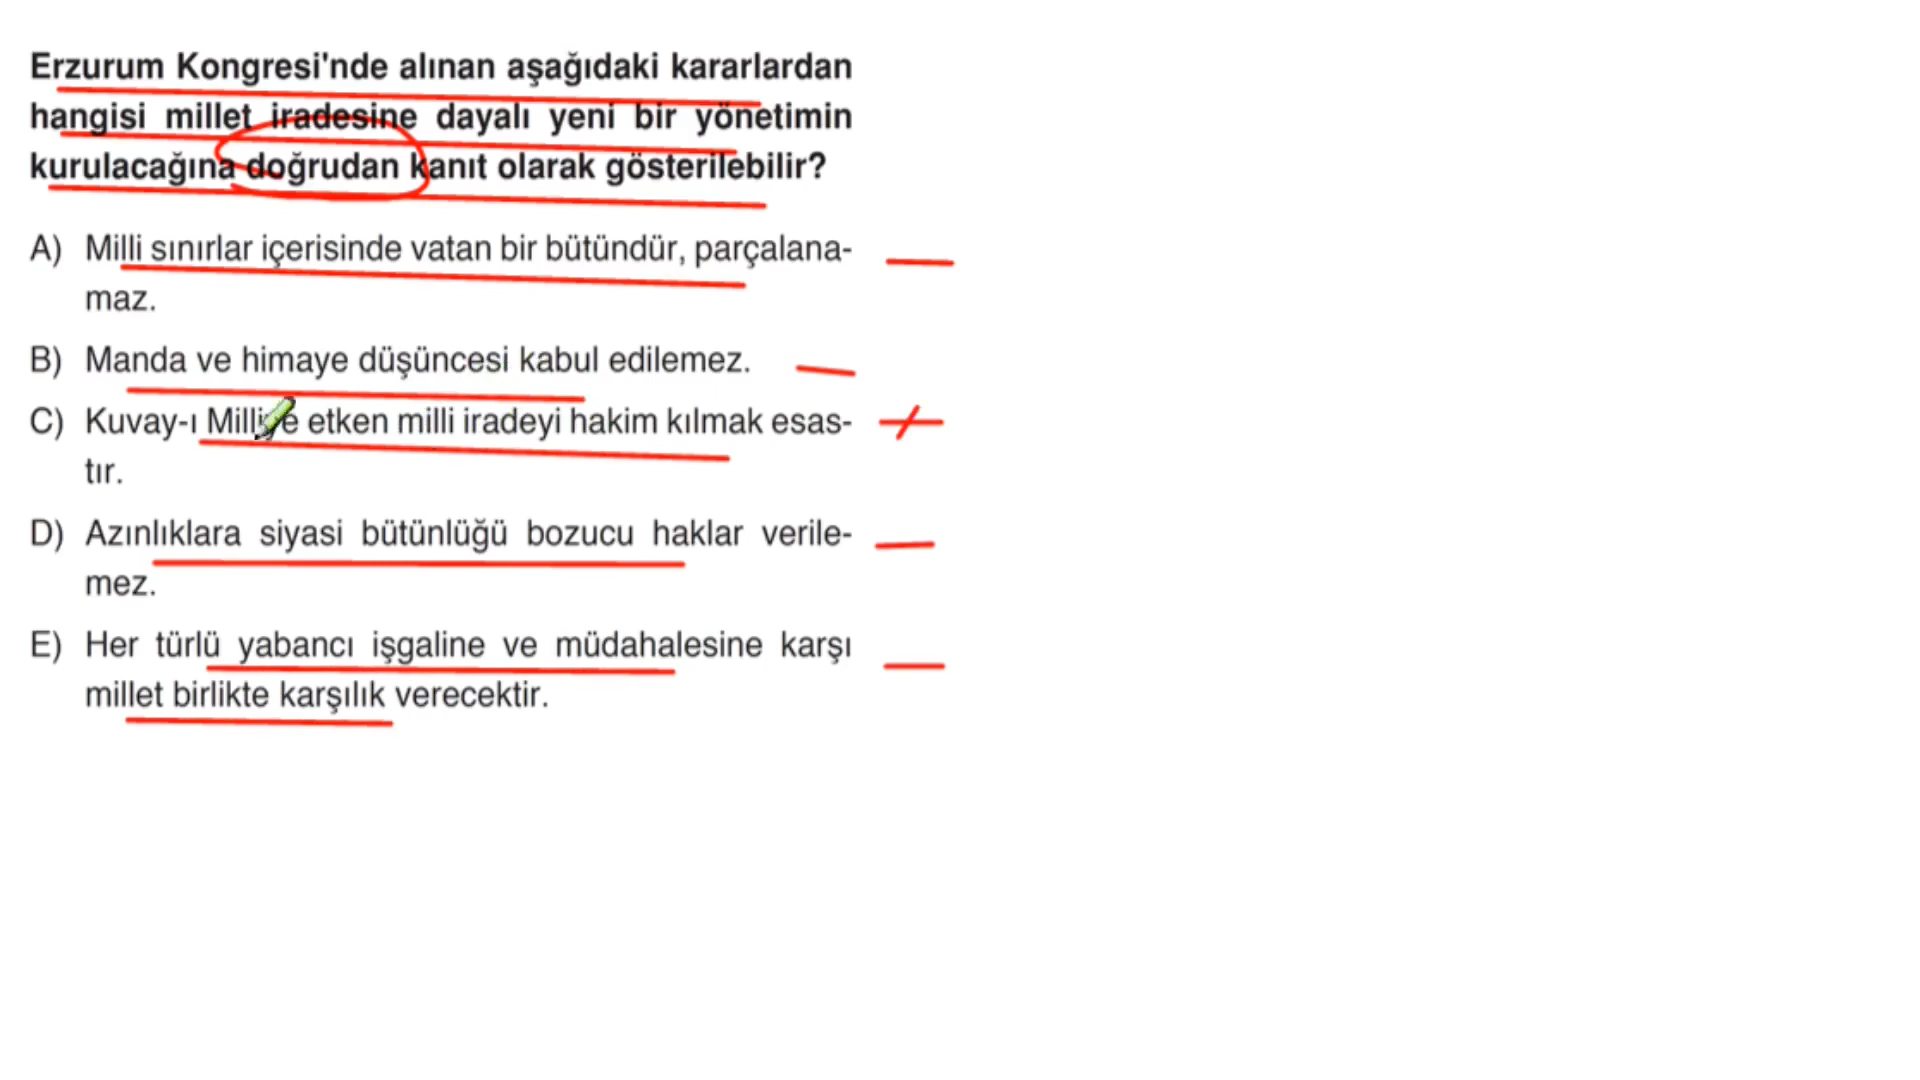 Erzurum Kongresi'nde alınan aşağıdaki kararlardan
hangisi millet iradesine dayalı yeni bir yönetimin
kurulacağına doğrudan kanıt olarak gösterilebilir?
A) Milli sınırlar içerisinde vatan bir bütündür, parçalana-
maz.
B) Manda ve himaye düşüncesi kabul edilemez.
C) Kuvay-ı Milliye etken milli iradeyi hakim kılmak esas-
tır.
D) Azınlıklara siyasi bütünlüğü bozucu haklar verile-
mez.
E) Her türlü yabancı işgaline ve müdahalesine karşı
millet birlikte karşılık verecektir.